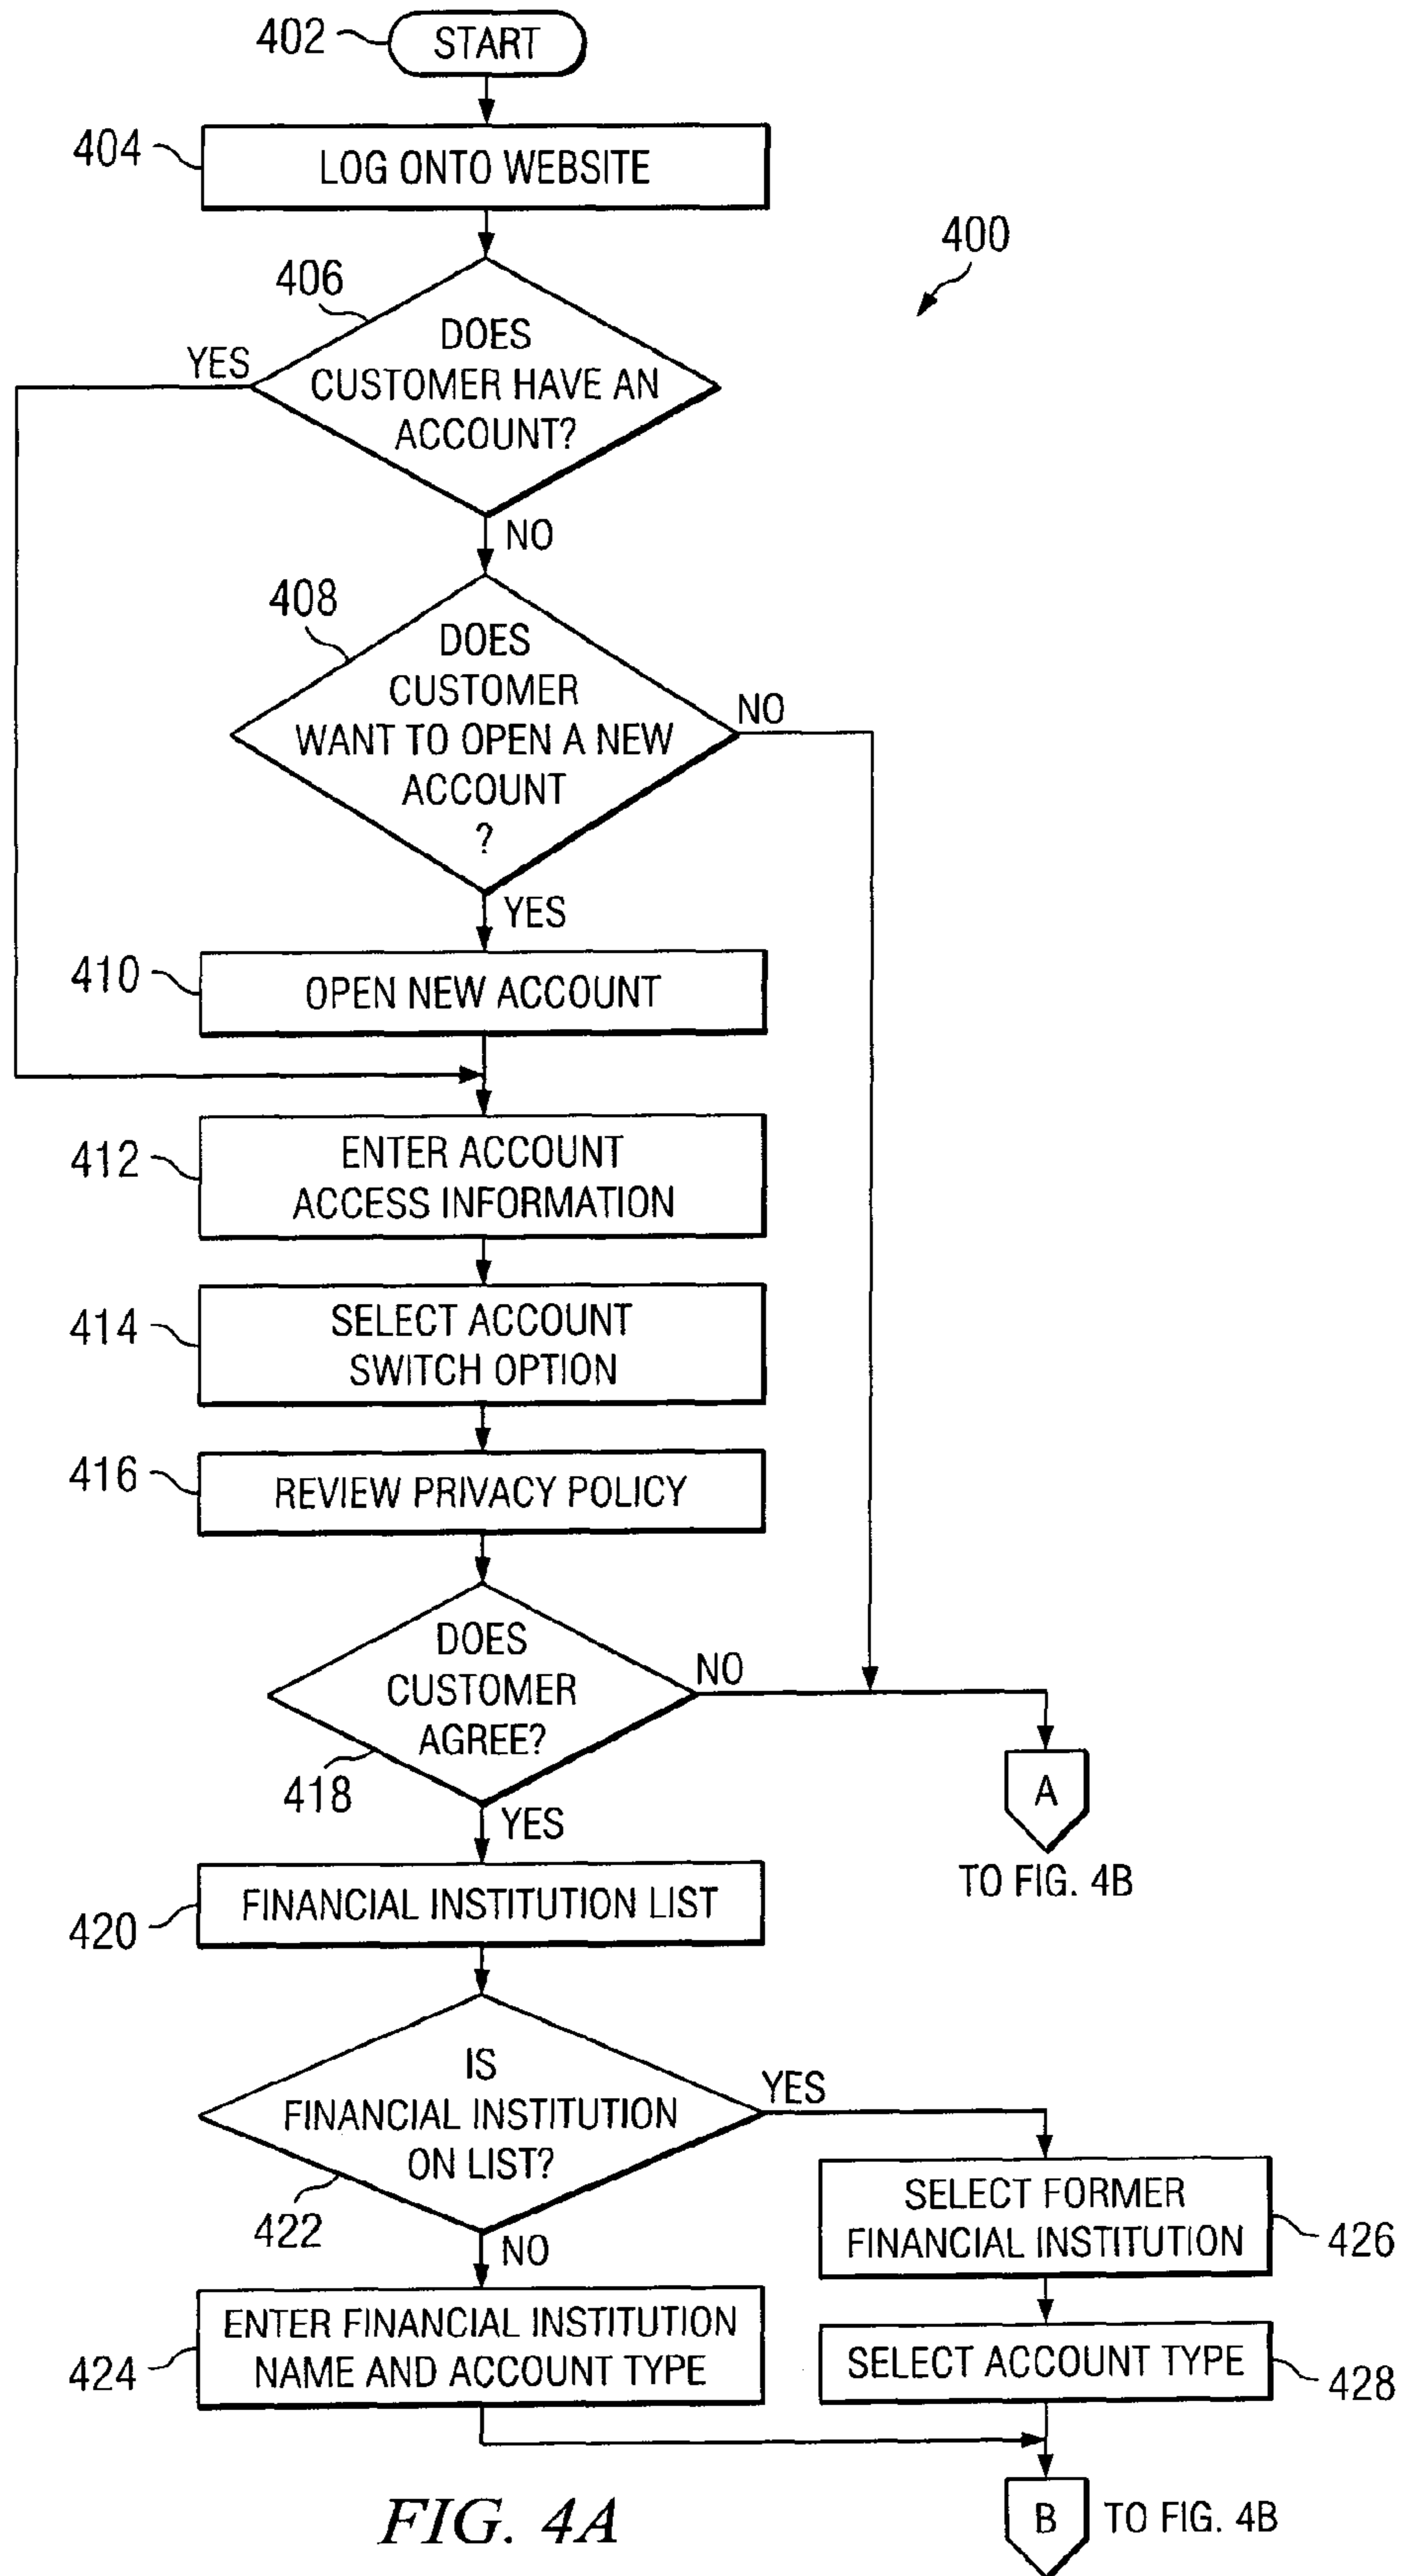 402
START
404
LOG ONTO WEBSITE
400
406
DOES
CUSTOMER HAVE AN
ACCOUNT?
YES
NO
408
DOES
CUSTOMER
WANT TO OPEN A NEW
ACCOUNT
?
NO
YES
410
OPEN NEW ACCOUNT
412
ENTER ACCOUNT
ACCESS INFORMATION
414
SELECT ACCOUNT
SWITCH OPTION
416
REVIEW PRIVACY POLICY
DOES
CUSTOMER
AGREE?
NO
418
YES
A
TO FIG. 4B
420
FINANCIAL INSTITUTION LIST
IS
FINANCIAL INSTITUTION
ON LIST?
YES
422
NO
SELECT FORMER
FINANCIAL INSTITUTION
426
424
ENTER FINANCIAL INSTITUTION
NAME AND ACCOUNT TYPE
SELECT ACCOUNT TYPE
428
FIG. 4A
B
TO FIG. 4B